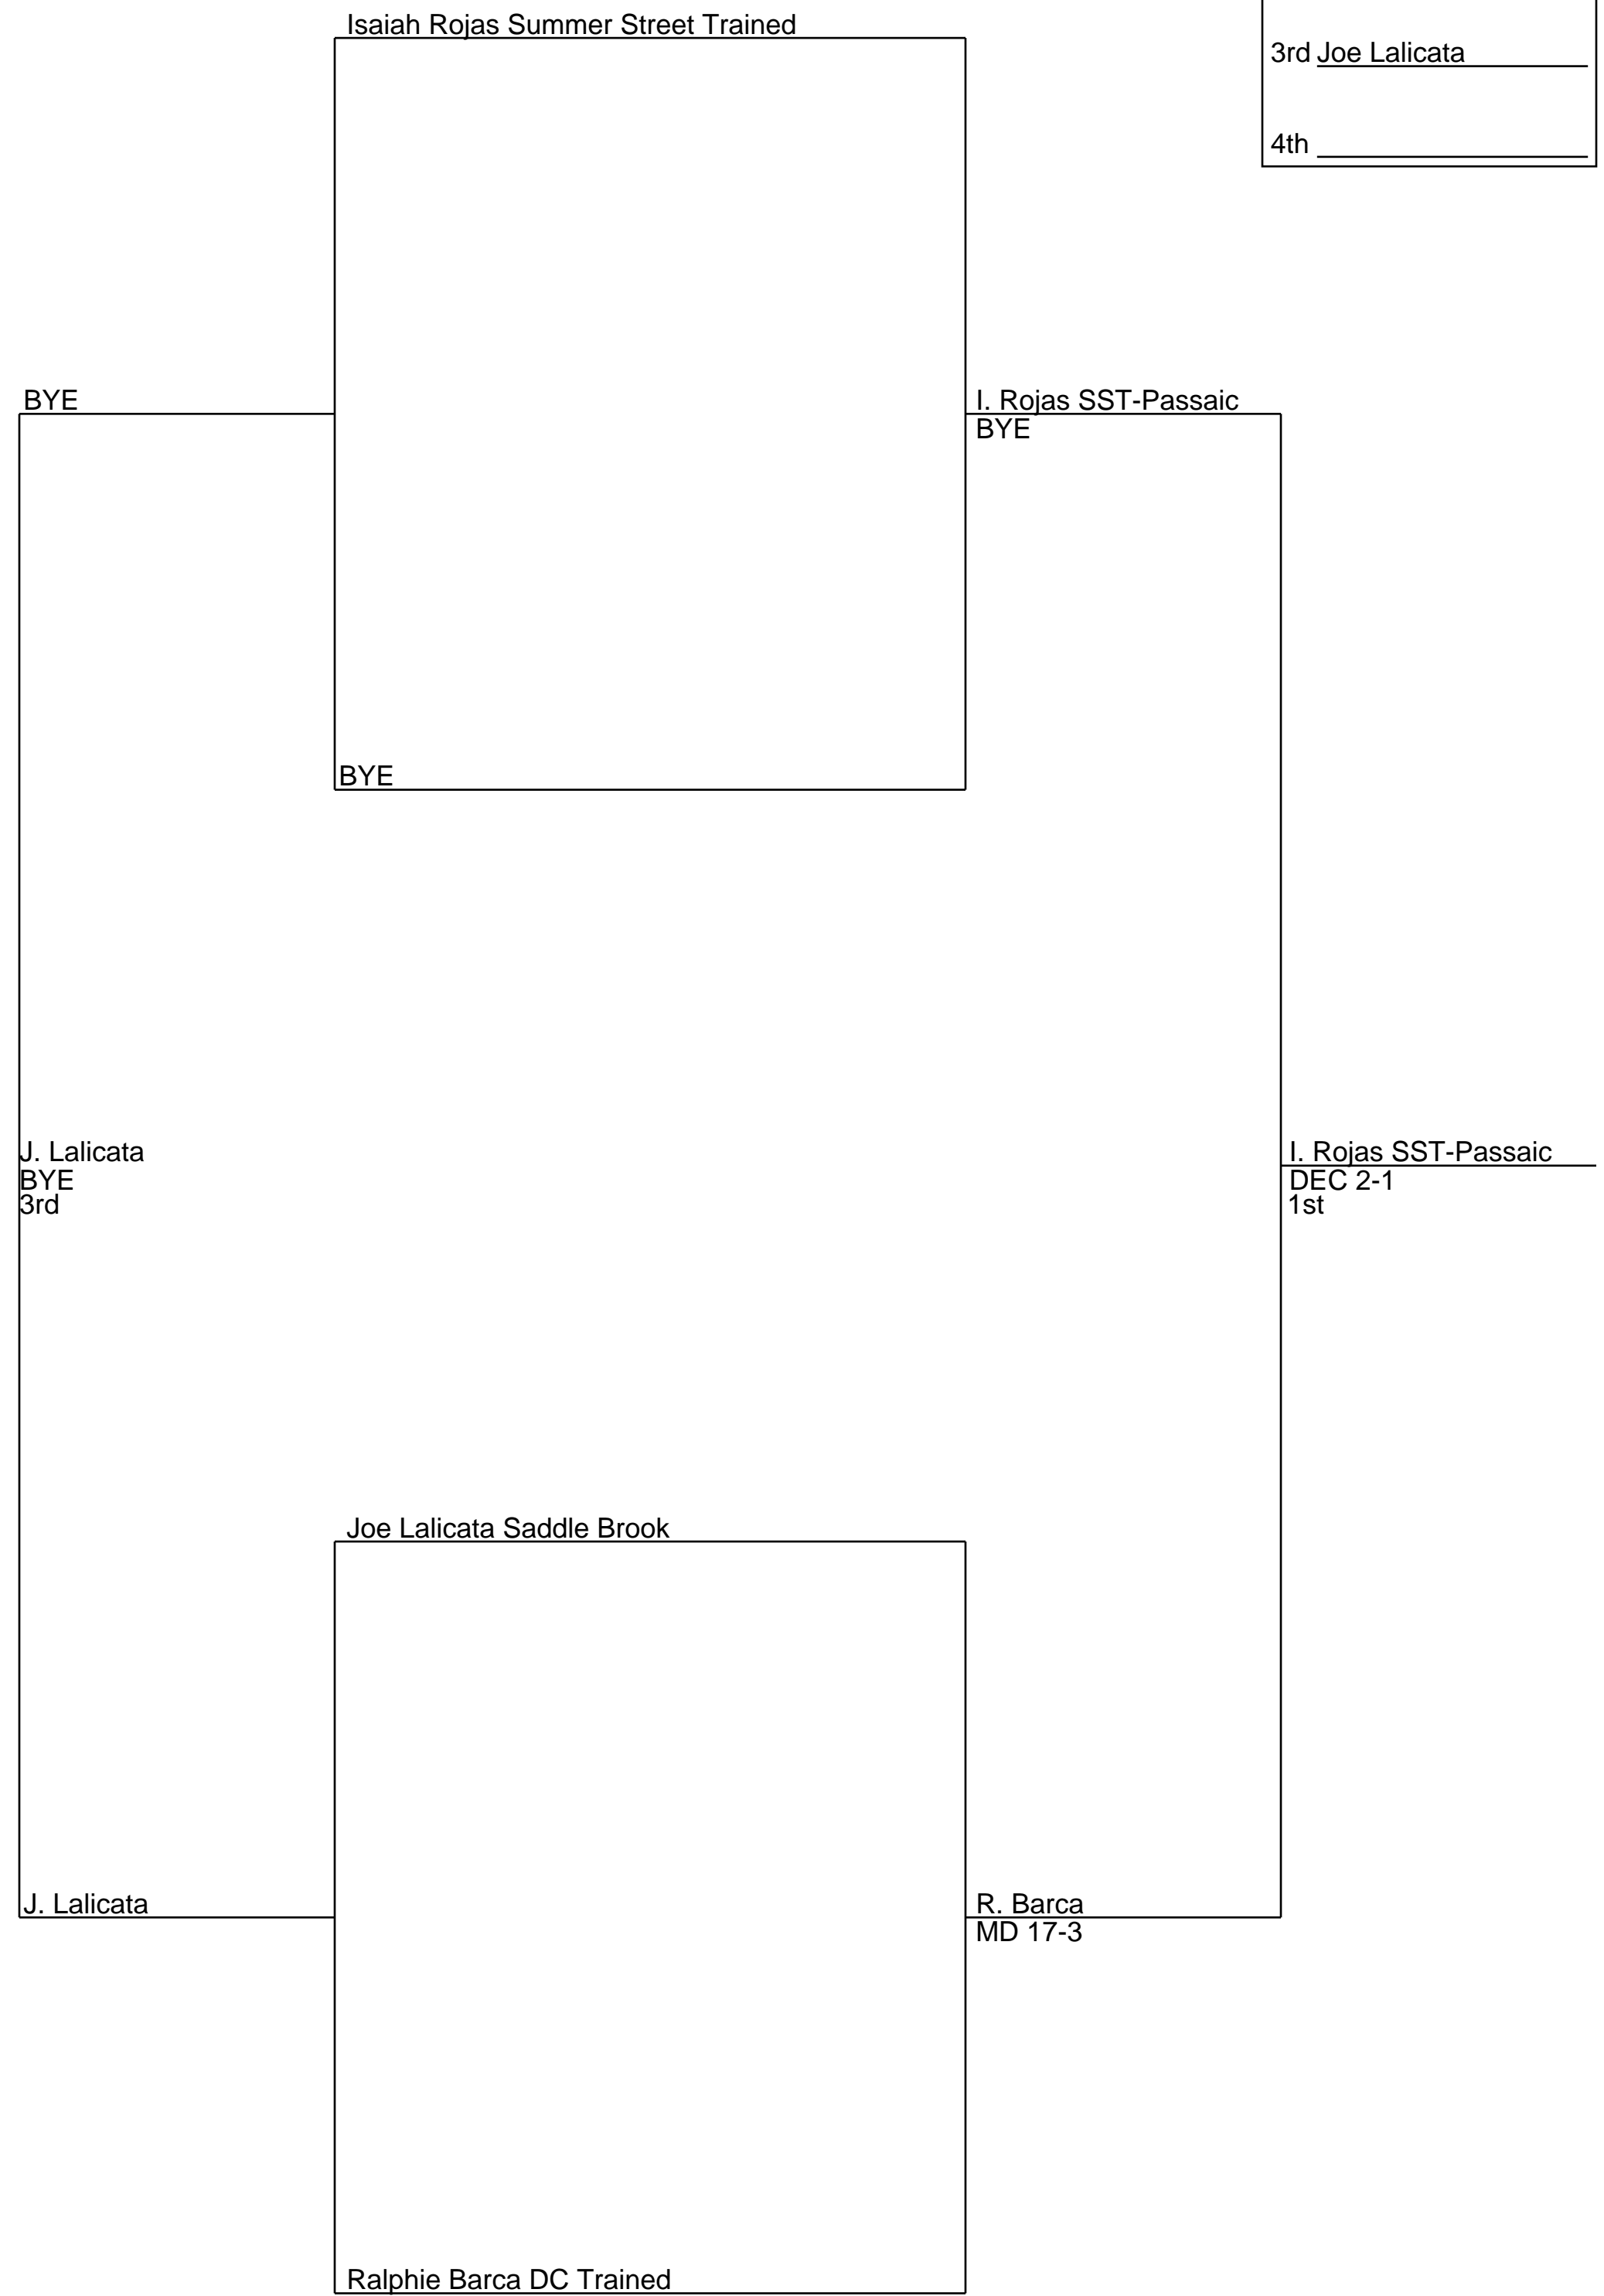 Isaiah Rojas Summer Street Trained
3rd Joe Lalicata
4th
BYE
I. Rojas SST-Passaic
BYE
BYE
J. Lalicata
BYE
3rd
I. Rojas SST-Passaic
DEC 2-1
1st
Joe Lalicata Saddle Brook
J. Lalicata
R. Barca
MD 17-3
Ralphie Barca DC Trained